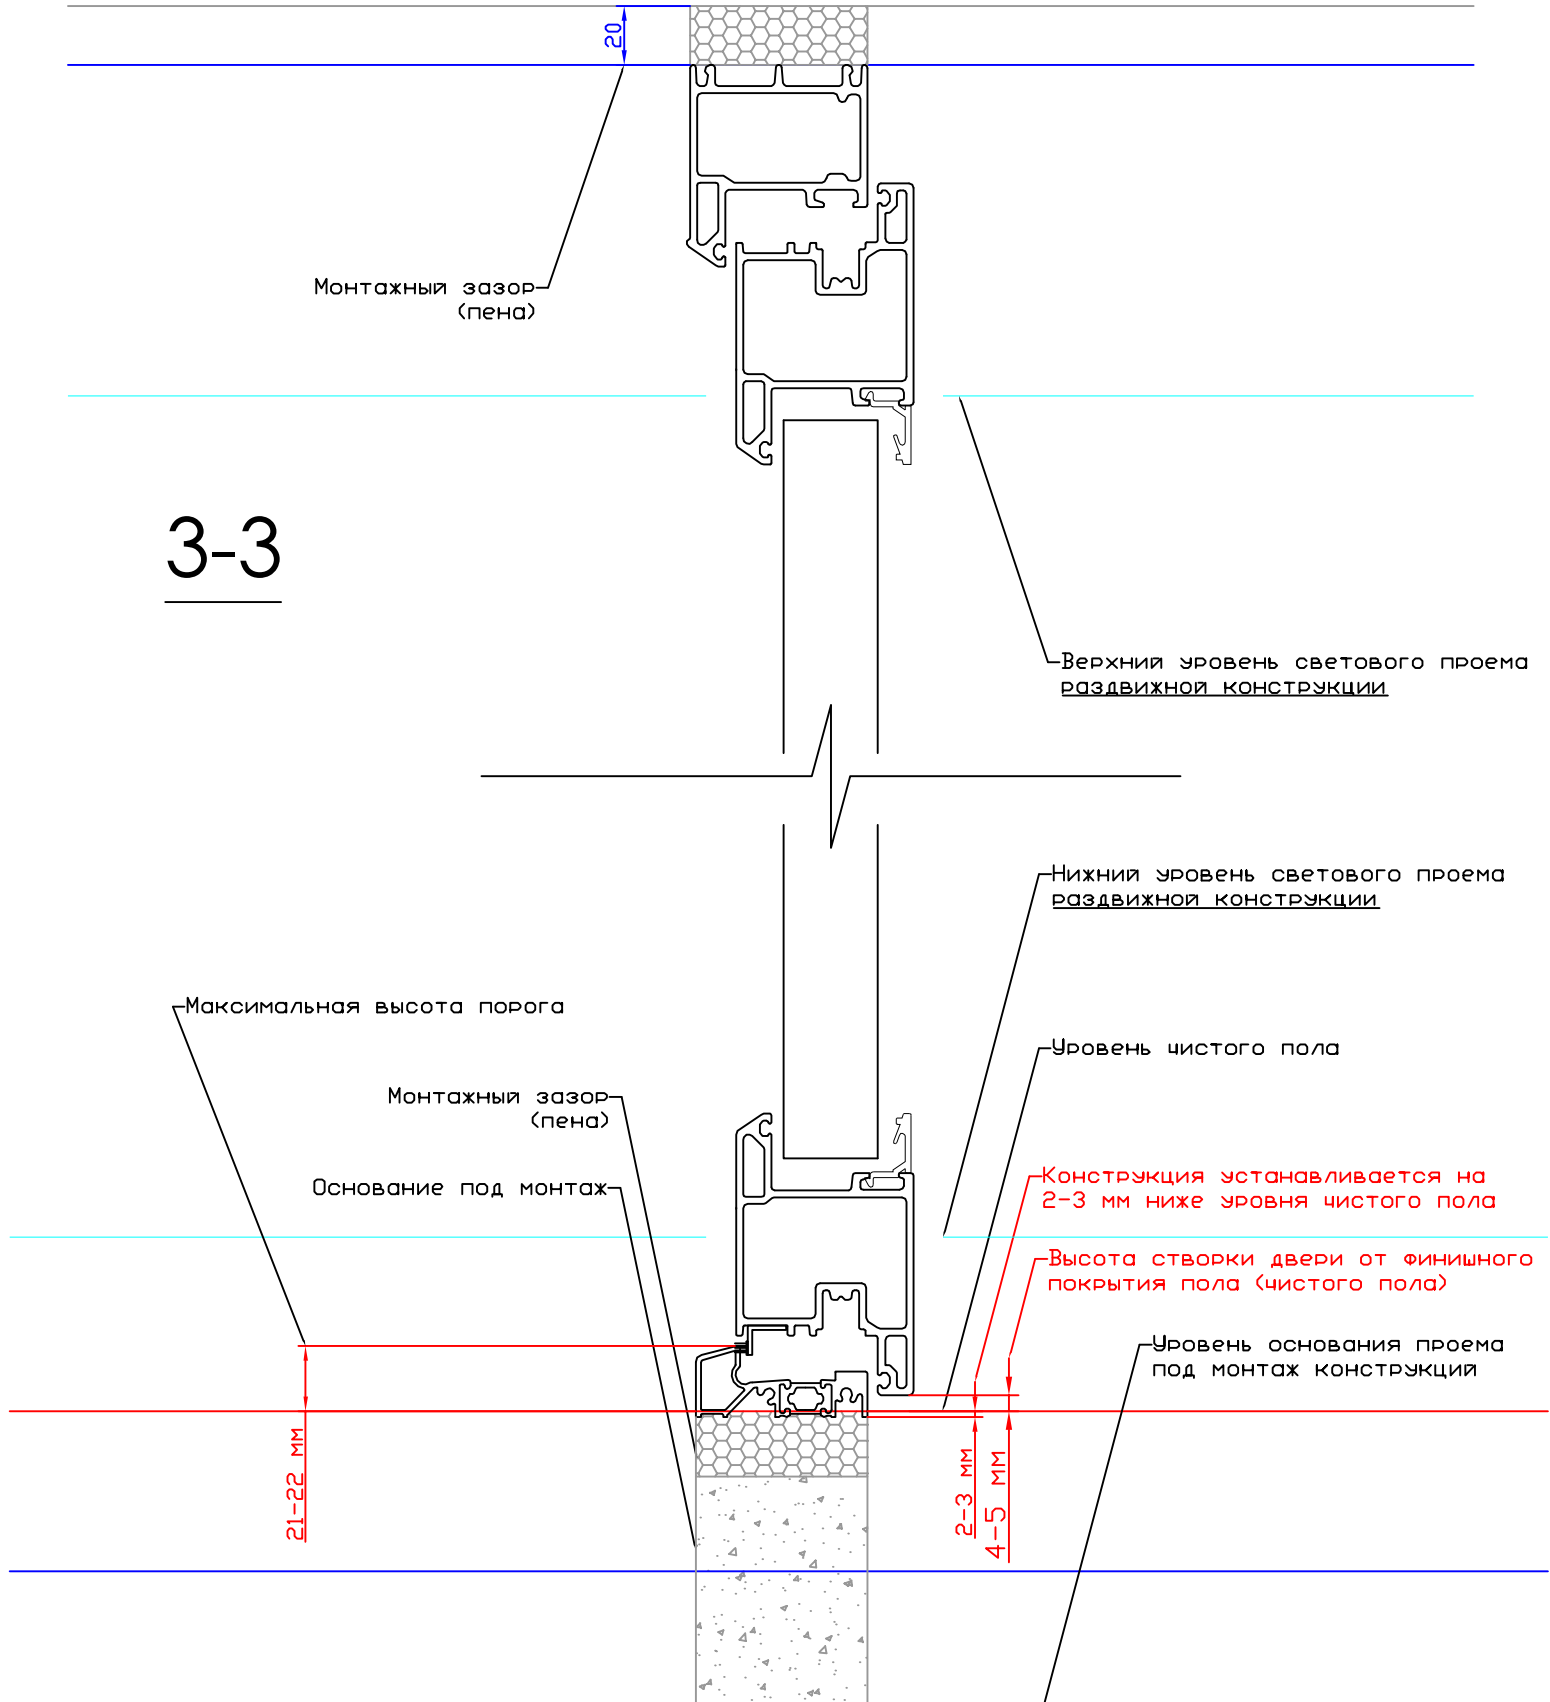 20
Монтажный зазор
(пена)
3-3
Верхний уровень светового проема
раздвижной конструкции
Нижний уровень светового проема
раздвижной конструкции
Максимальная высота порога
Уровень чистого пола
Монтажный зазор
(пена)
Основание под монтаж
Конструкция устанавливается на
2-3 мм ниже уровня чистого пола
Высота створки двери от финишного
покрытия пола (чистого пола)
Уровень основания проема
под монтаж конструкций
21-22 мм
2-3 мм
4-5 мм